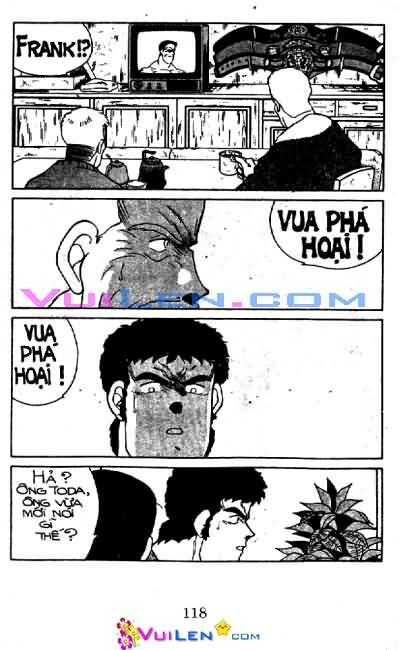 FRANK!?
VUA PHÁ
HOẠI !
VUILEN.COM
VUA
PHÁ
HOẠI !
HẢ?
ÔNG TODA,
ÔNG VỪA
MỚI NÓI
GÌ
THẾ?
118
VUILEN.COM